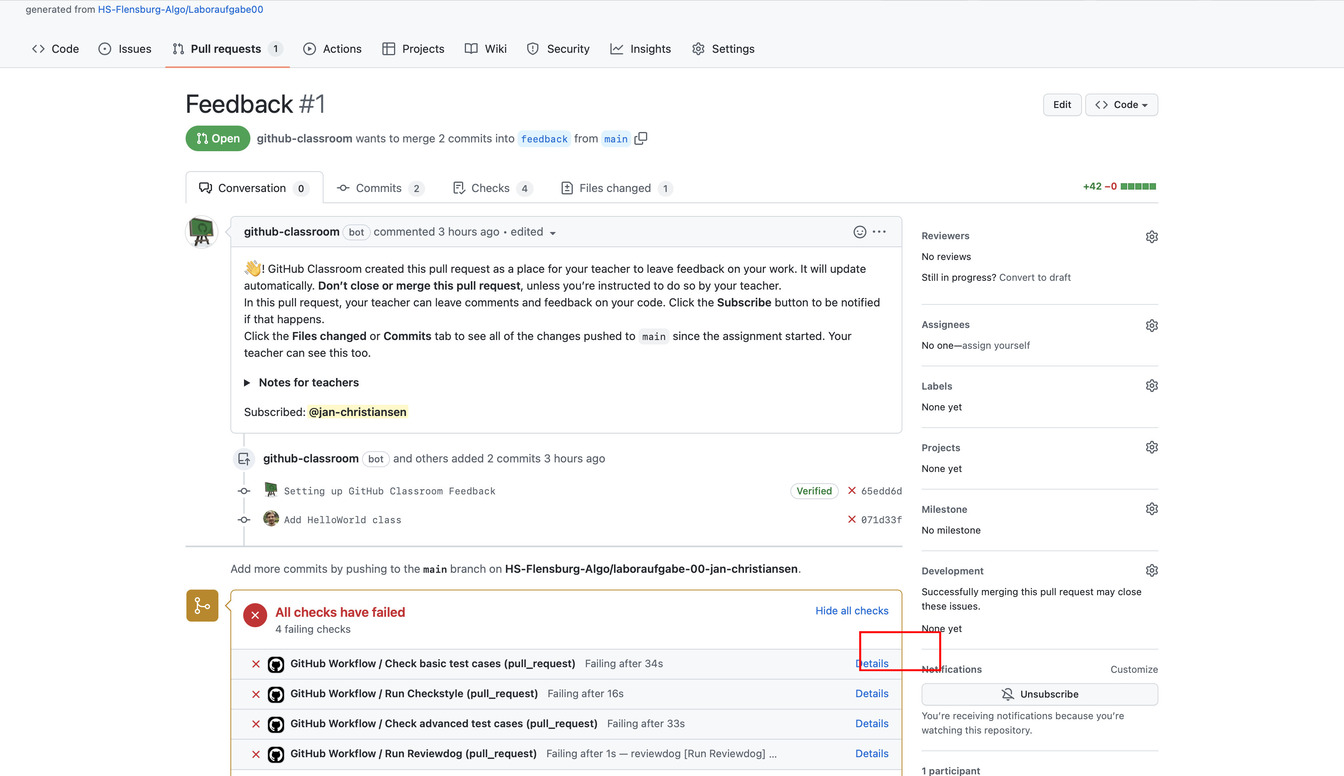 generated from HS-Flensburg-Algo/Laboraufgabe00
Code Issues Pull requests 1 Actions Projects Wiki Security Insights Settings
Feedback #1
Edit
Code
Open
github-classroom wants to merge 2 commits into feedback from main
Conversation 0 Commits 2 Checks 4 Files changed 1
+42 −0
github-classroom bot commented 3 hours ago • edited
👋! GitHub Classroom created this pull request as a place for your teacher to leave feedback on your work. It will update
automatically. Don’t close or merge this pull request, unless you’re instructed to do so by your teacher.
In this pull request, your teacher can leave comments and feedback on your code. Click the Subscribe button to be notified
if that happens.
Click the Files changed or Commits tab to see all of the changes pushed to main since the assignment started. Your
teacher can see this too.
Notes for teachers
Subscribed: @jan-christiansen
github-classroom bot and others added 2 commits 3 hours ago
Setting up GitHub Classroom Feedback Verified 65edd6d
Add HelloWorld class 071d33f
Add more commits by pushing to the main branch on HS-Flensburg-Algo/laboraufgabe-00-jan-christiansen.
All checks have failed
Hide all checks
4 failing checks
GitHub Workflow / Check basic test cases (pull_request) Failing after 34s Details
GitHub Workflow / Run Checkstyle (pull_request) Failing after 16s Details
GitHub Workflow / Check advanced test cases (pull_request) Failing after 33s Details
GitHub Workflow / Run Reviewdog (pull_request) Failing after 1s — reviewdog [Run Reviewdog] ... Details
Reviewers
No reviews
Still in progress? Convert to draft
Assignees
No one—assign yourself
Labels
None yet
Projects
None yet
Milestone
No milestone
Development
Successfully merging this pull request may close
these issues.
None yet
Notifications
Customize
Unsubscribe
You’re receiving notifications because you’re
watching this repository.
1 participant